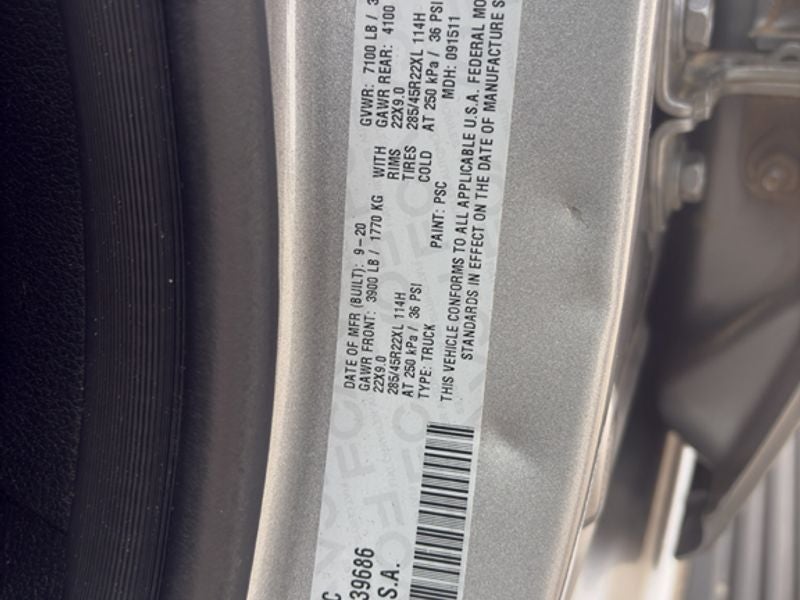 DATE OF MFR (BUILT): 9-20 GVWR: 7100 LB / 3
GAWR FRONT: 3900 LB / 1770 KG WITH GAWR REAR: 4100
22X9.0 RIMS 22X9.0
285/45R22XL 114H TIRES 285/45R22XL 114H
AT 250 kPa / 36 PSI COLD AT 250 kPa / 36 PSI
TYPE: TRUCK PAINT: PSC MDH: 091511
THIS VEHICLE CONFORMS TO ALL APPLICABLE U.S.A. FEDERAL MO
STANDARDS IN EFFECT ON THE DATE OF MANUFACTURE S
C
39686
S.A.